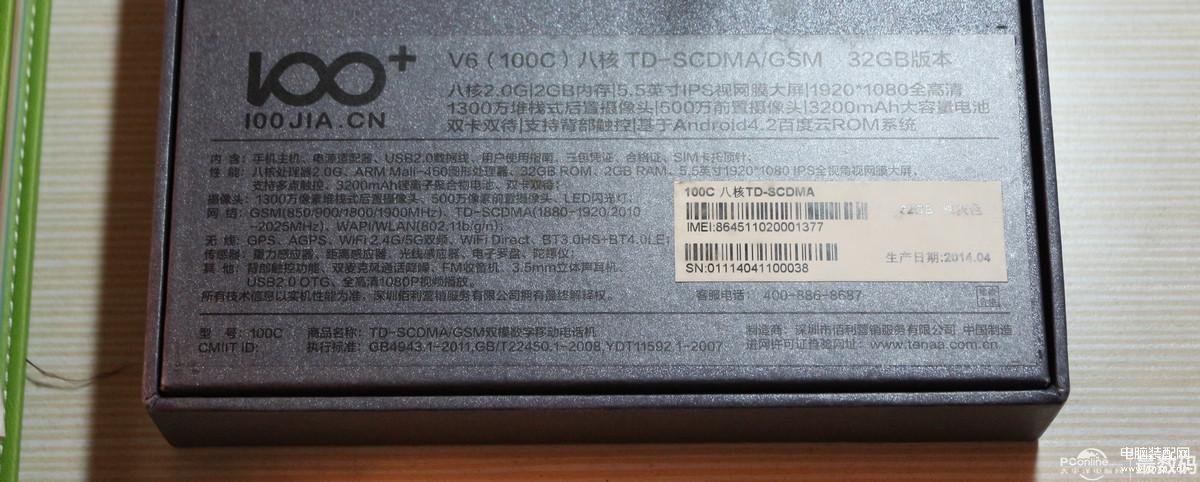 100+
100JIA.CN
V6（100C）八核 TD-SCDMA/GSM 32GB版本
八核2.0G|2GB内存|5.5英寸IPS视网膜大屏|1920*1080全高清
1300万堆栈式后置摄像头|500万前置摄像头|3200mAh大容量电池
双卡双待|支持背部触控|基于Android4.2百度云ROM系统
内 含：手机主机、电源适配器、USB2.0数据线、用户使用指南、三包凭证、合格证、SIM卡托顶针；
性 能：八核处理器2.0G、ARM Mali-450图形处理器、32GB ROM、2GB RAM、5.5英寸1920*1080 IPS全视角视网膜大屏，
支持多点触控、3200mAh锂离子聚合物电池、双卡双待；
摄像头：1300万像素堆栈式后置摄像头、500万像素前置摄像头、LED闪光灯；
网 络：GSM(850/900/1800/1900MHz)、TD-SCDMA(1880-1920/2010
-2025MHz)、WAPI/WLAN(802.11b/g/n)；
无 线：GPS、AGPS、WiFi 2.4G/5G双频、WiFi Direct、BT3.0HS+BT4.0LE；
传感器：重力感应器、距离感应器、光线感应器、电子罗盘、陀螺仪；
其 他：背部触控功能、双麦克风通话降噪、FM收音机、3.5mm立体声耳机、
USB2.0 OTG、全高清1080P视频播放。
所有技术信息以实机性能为准，深圳佰利营销服务有限公司拥有最终解释权。
100C 八核TD-SCDMA
32GB
IMEI:864511020001377
SN:01114041100038
生产日期:2014.04
客服电话： 400-886-8687
型 号：100C 商品名称：TD-SCDMA/GSM双模数字移动电话机 制造商：深圳市佰利营销服务有限公司 中国制造
CMIIT ID: 执行标准：GB4943.1-2011,GB/T22450.1-2008,YDT11592.1-2007 进网许可证查验网址：www.tenaa.com.cn
PConline
电脑装配网
数码